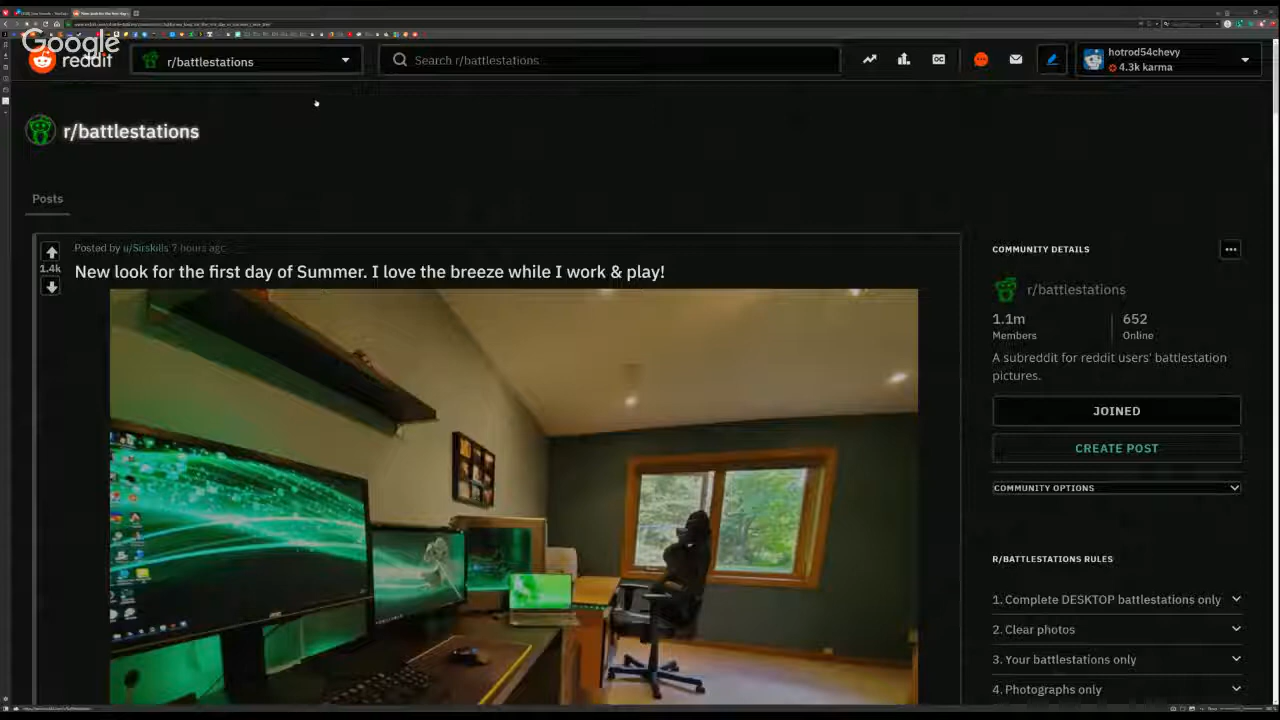 Google
reddit
r/battlestations
Search r/battlestations
OC
hotrod54chevy
4.3k karma
r/battlestations
Posts
Posted by u/Sirskills 7 hours ago
1.4k
New look for the first day of Summer. I love the breeze while I work & play!
COMMUNITY DETAILS
r/battlestations
1.1m
Members
652
Online
A subreddit for reddit users' battlestation
pictures.
JOINED
CREATE POST
COMMUNITY OPTIONS
R/BATTLESTATIONS RULES
1. Complete DESKTOP battlestations only
2. Clear photos
3. Your battlestations only
4. Photographs only